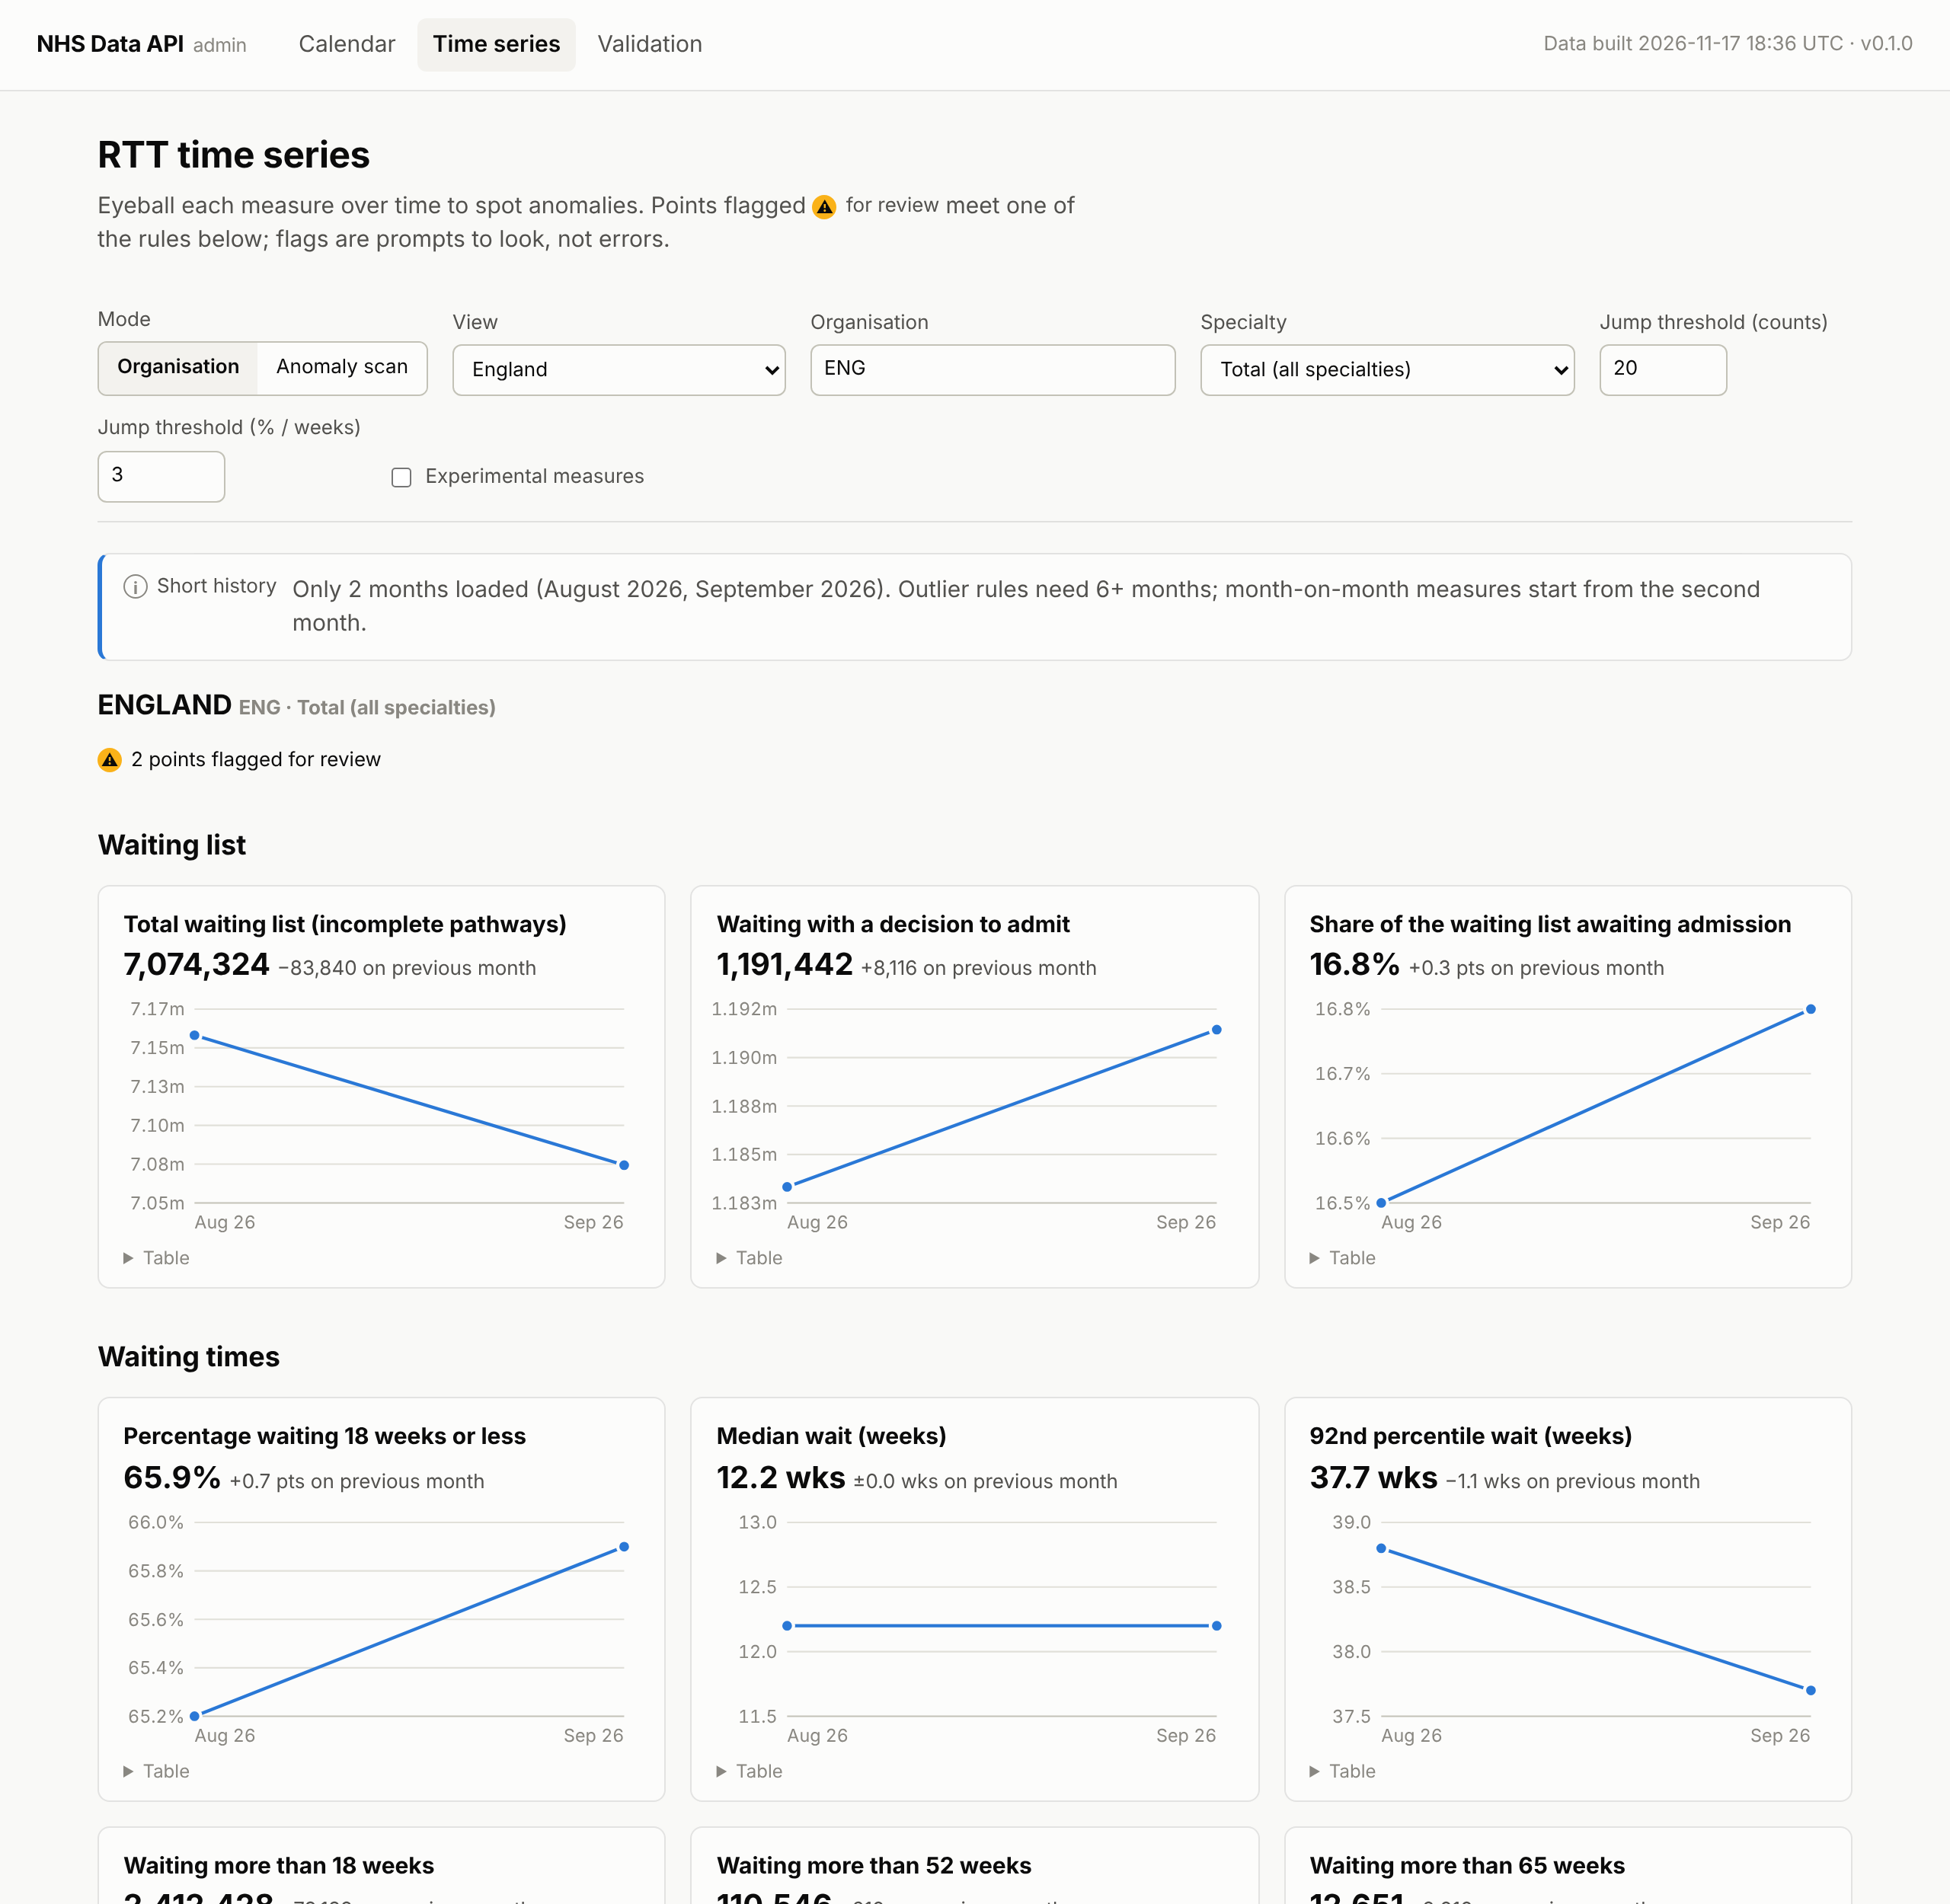 NHS Data API admin Calendar Time series Validation Data built 2026-11-17 18:36 UTC · v0.1.0
RTT time series
Eyeball each measure over time to spot anomalies. Points flagged for review meet one of
the rules below; flags are prompts to look, not errors.
Mode View Organisation Specialty Jump threshold (counts)
Organisation Anomaly scan England ENG Total (all specialties) 20
Jump threshold (% / weeks)
3 Experimental measures
Short history Only 2 months loaded (August 2026, September 2026). Outlier rules need 6+ months; month-on-month measures start from the second
month.
ENGLAND ENG · Total (all specialties)
2 points flagged for review
Waiting list
Total waiting list (incomplete pathways)
7,074,324 −83,840 on previous month
7.17m
7.15m
7.13m
7.10m
7.08m
7.05m
Aug 26 Sep 26
Table
Waiting with a decision to admit
1,191,442 +8,116 on previous month
1.192m
1.190m
1.188m
1.185m
1.183m
Aug 26 Sep 26
Table
Share of the waiting list awaiting admission
16.8% +0.3 pts on previous month
16.8%
16.7%
16.6%
16.5%
Aug 26 Sep 26
Table
Waiting times
Percentage waiting 18 weeks or less
65.9% +0.7 pts on previous month
66.0%
65.8%
65.6%
65.4%
65.2%
Aug 26 Sep 26
Table
Median wait (weeks)
12.2 wks ±0.0 wks on previous month
13.0
12.5
12.0
11.5
Aug 26 Sep 26
Table
92nd percentile wait (weeks)
37.7 wks −1.1 wks on previous month
39.0
38.5
38.0
37.5
Aug 26 Sep 26
Table
Waiting more than 18 weeks
Waiting more than 52 weeks
Waiting more than 65 weeks